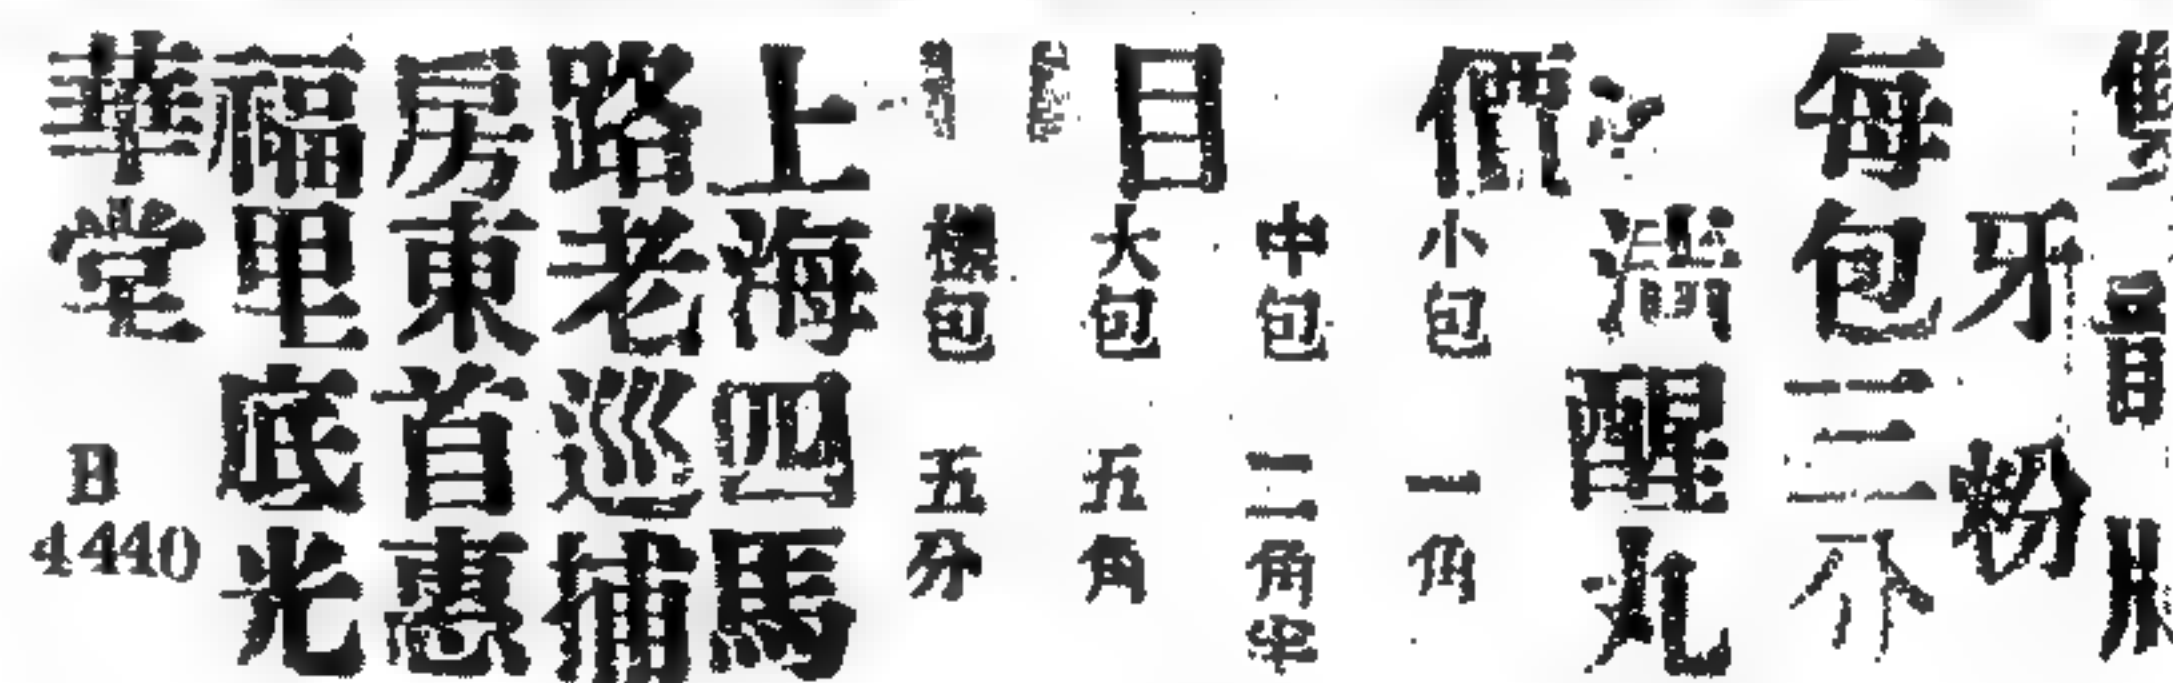 雙
牙粉
每包三分
醒丸
價目
小包 一角
中包 二角半
大包 五角
五分
上海四馬
路老巡捕
房東首惠
福里底光
華堂
B
4440